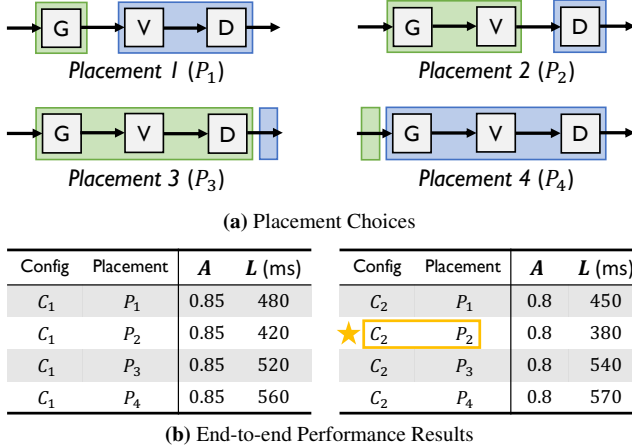 G V D
G V D
Placement 1 (P₁)
Placement 2 (P₂)
G V D
G V D
Placement 3 (P₃)
Placement 4 (P₄)
(a) Placement Choices
Config Placement A L (ms)
C₁ P₁ 0.85 480
C₁ P₂ 0.85 420
C₁ P₃ 0.85 520
C₁ P₄ 0.85 560
Config Placement A L (ms)
C₂ P₁ 0.8 450
C₂ P₂ 0.8 380
C₂ P₃ 0.8 540
C₂ P₄ 0.8 570
(b) End-to-end Performance Results